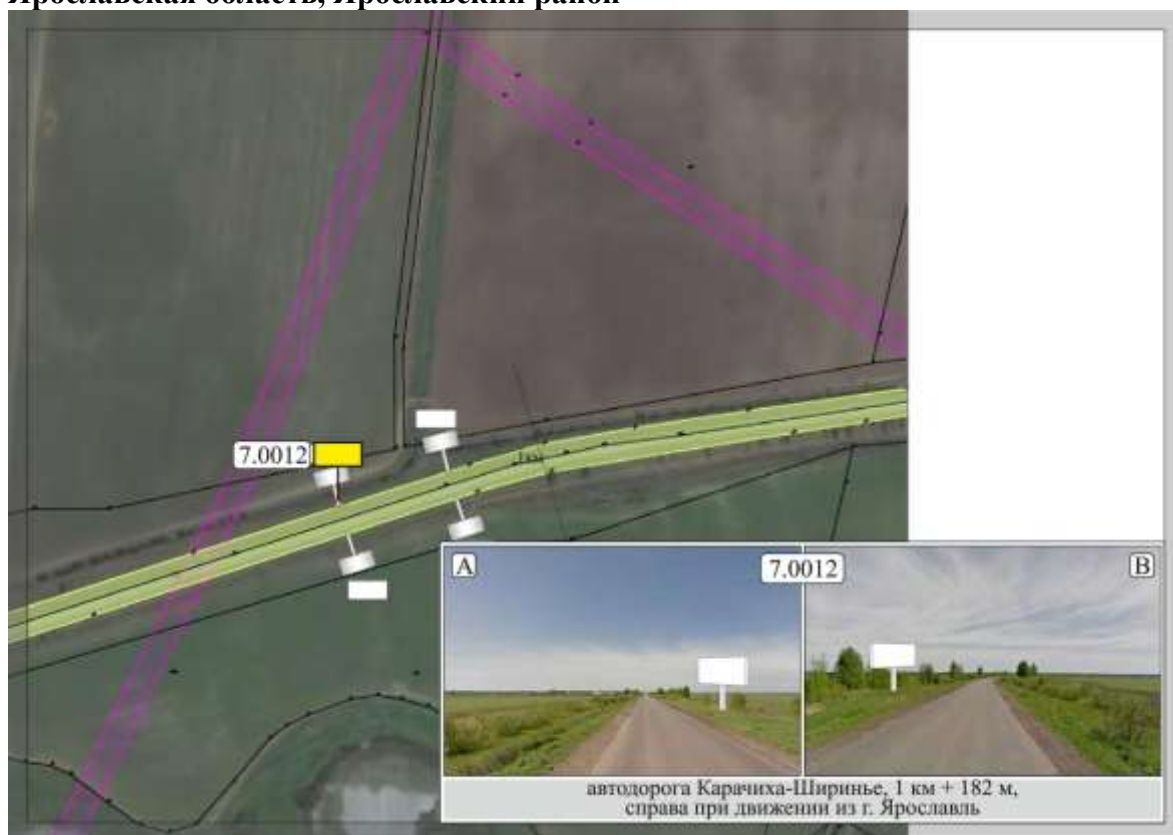 Ярославская область, Ярославский район
7.0012
A
7.0012
B
автодорога Карачиха-Ширинье, 1 км + 182 м,
справа при движении из г. Ярославль